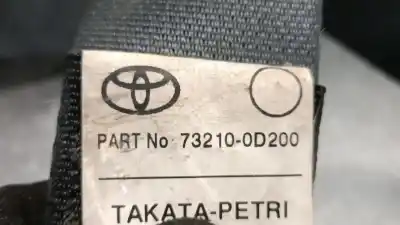 PART No 73210-0D200
TAKATA-PETRI